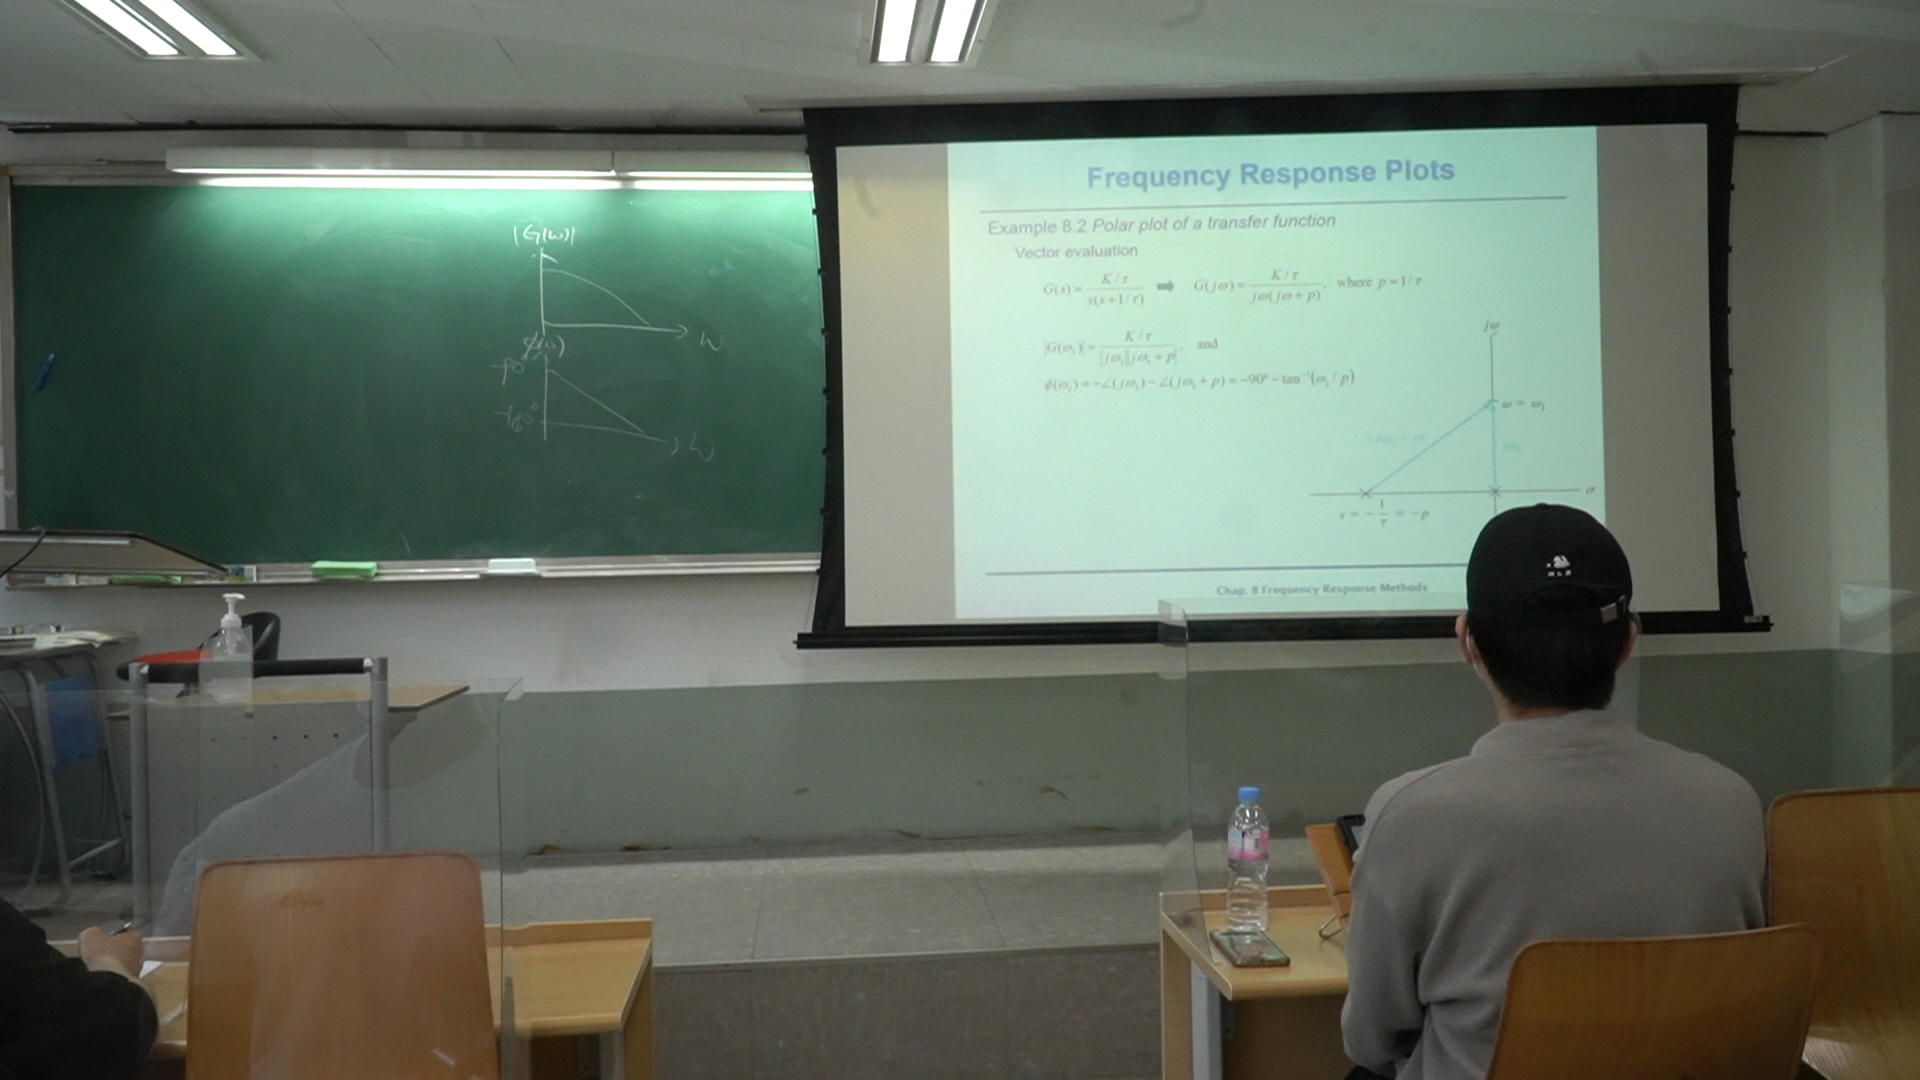 |G(ω)|
ω
φ(ω)
-90°
-180°
ω
Frequency Response Plots
Example 8.2 Polar plot of a transfer function
Vector evaluation
G(s) = K/τ / s(s+1/τ) ➡ G(jω) = K/τ / jω(jω+p), where p=1/τ
|G(ω₁)| = K/τ / |jω₁||jω₁+p|, and
φ(ω₁) = -∠(jω₁) - ∠(jω₁+p) = -90° - tan⁻¹(ω₁/p)
jω
ω = ω₁
(jω₁ + p)
jω₁
σ
s = -1/τ = -p
Chap. 8 Frequency Response Methods